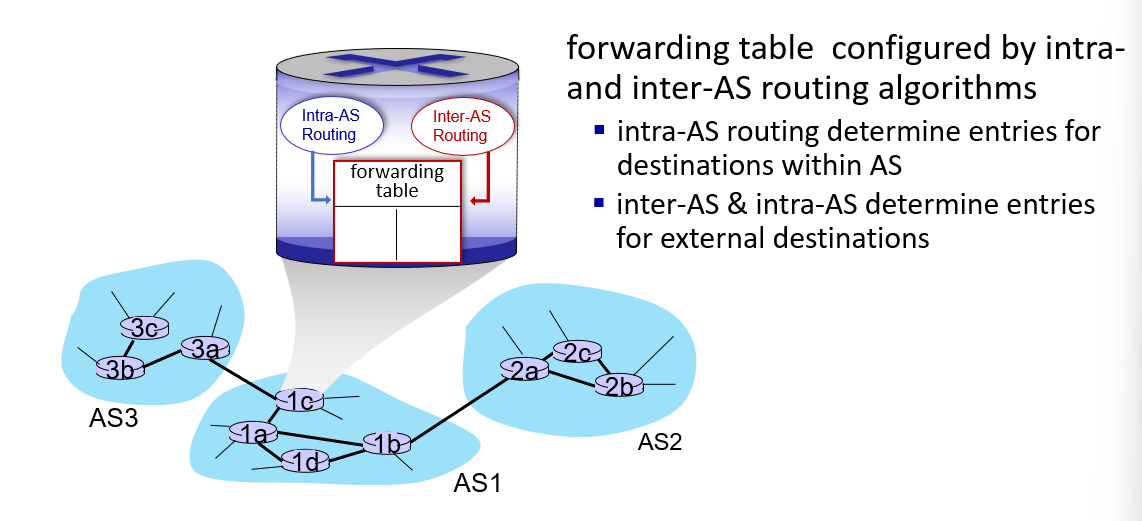 forwarding table configured by intra-
and inter-AS routing algorithms
intra-AS routing determine entries for
destinations within AS
inter-AS & intra-AS determine entries
for external destinations
Intra-AS
Routing
Inter-AS
Routing
forwarding
table
3c
3a
3b
AS3
1c
1a
1b
1d
AS1
2c
2a
2b
AS2